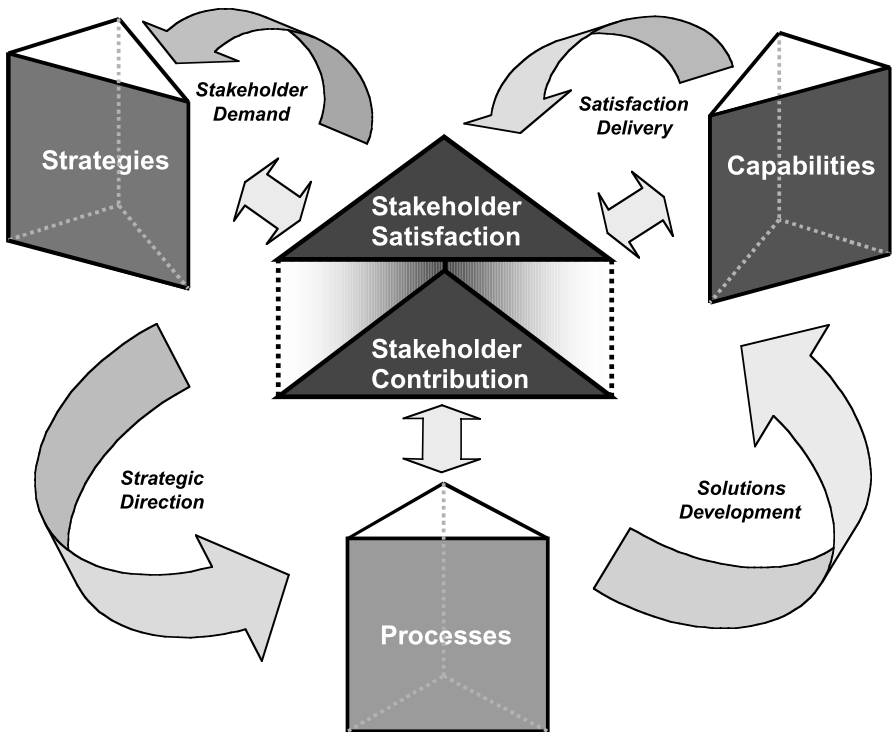 Stakeholder
Demand
Satisfaction
Delivery
Strategies
Capabilities
Stakeholder
Satisfaction
Stakeholder
Contribution
Strategic
Direction
Solutions
Development
Processes